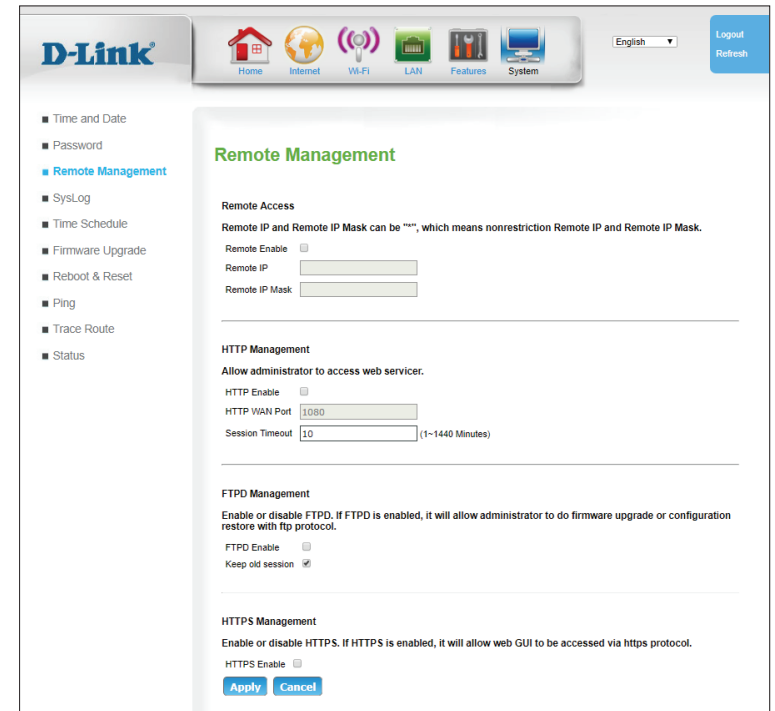 D-Link
Home Internet Wi-Fi LAN Features System
English
Logout
Refresh
Time and Date
Password
Remote Management
SysLog
Time Schedule
Firmware Upgrade
Reboot & Reset
Ping
Trace Route
Status
Remote Management
Remote Access
Remote IP and Remote IP Mask can be "*", which means nonrestriction Remote IP and Remote IP Mask.
Remote Enable
Remote IP
Remote IP Mask
HTTP Management
Allow administrator to access web servicer.
HTTP Enable
HTTP WAN Port 1080
Session Timeout 10 (1~1440 Minutes)
FTPD Management
Enable or disable FTPD. If FTPD is enabled, it will allow administrator to do firmware upgrade or configuration
restore with ftp protocol.
FTPD Enable
Keep old session
HTTPS Management
Enable or disable HTTPS. If HTTPS is enabled, it will allow web GUI to be accessed via https protocol.
HTTPS Enable
Apply Cancel